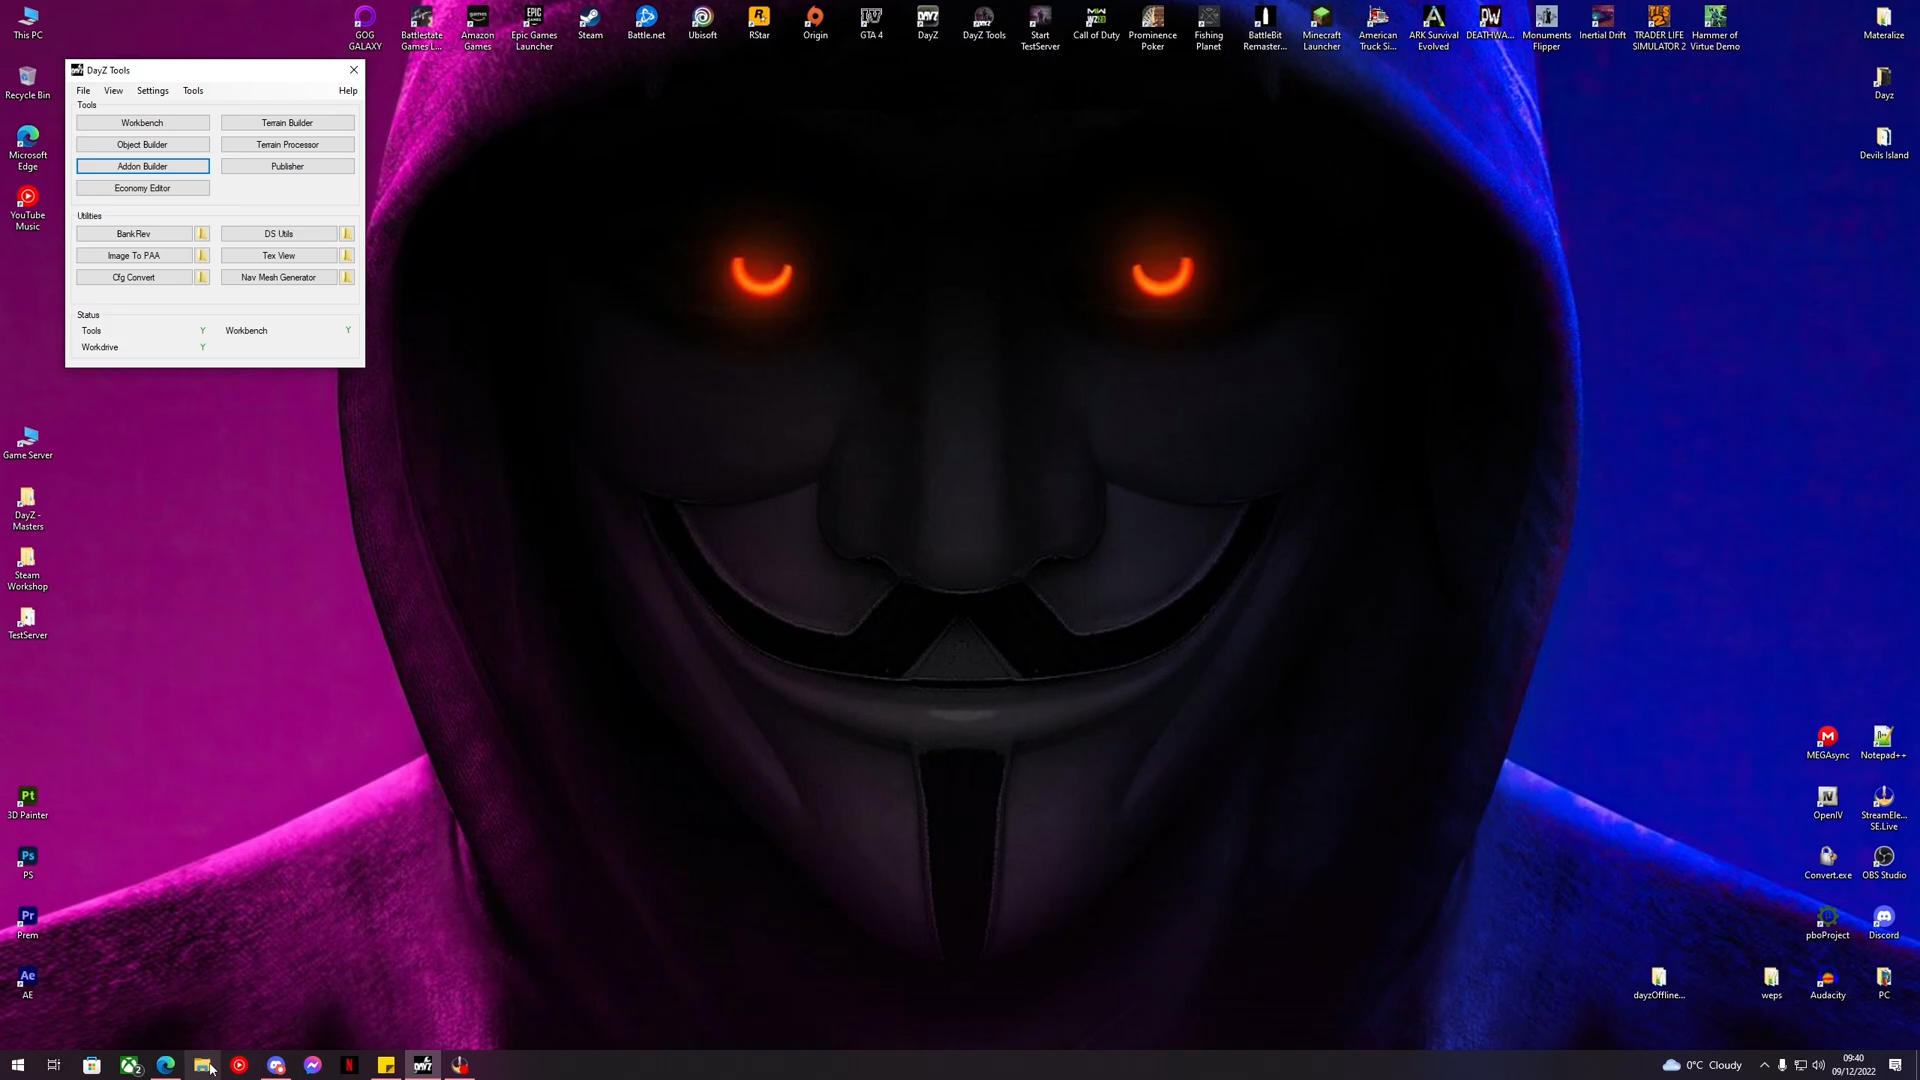 This PC
GOG
GALAXY
Battlestate
Games L...
Amazon
Games
Epic Games
Launcher
Steam
Battle.net
Ubisoft
RStar
Origin
GTA 4
DayZ
DayZ Tools
Start
TestServer
Call of Duty
Prominence
Poker
Fishing
Planet
BattleBit
Remaster...
Minecraft
Launcher
American
Truck Si...
ARK Survival
Evolved
DEATHWA...
Monuments
Flipper
Inertial Drift
TRADER LIFE
SIMULATOR 2
Hammer of
Virtue Demo
Materalize
Recycle Bin
Microsoft
Edge
YouTube
Music
Game Server
DayZ -
Masters
Steam
Workshop
TestServer
3D Painter
PS
Prem
AE
DayZ Tools
File View Settings Tools Help
Tools
Workbench Terrain Builder
Object Builder Terrain Processor
Addon Builder Publisher
Economy Editor
Utilities
BankRev DS Utils
Image To PAA Tex View
Cfg Convert Nav Mesh Generator
Status
Tools Y Workbench Y
Workdrive Y
Dayz
Devils Island
MEGAsync Notepad++
OpenIV
StreamEle...
SE.Live
Convert.exe OBS Studio
pboProject Discord
dayzOffline... weps Audacity PC
0°C Cloudy
09:40
09/12/2022